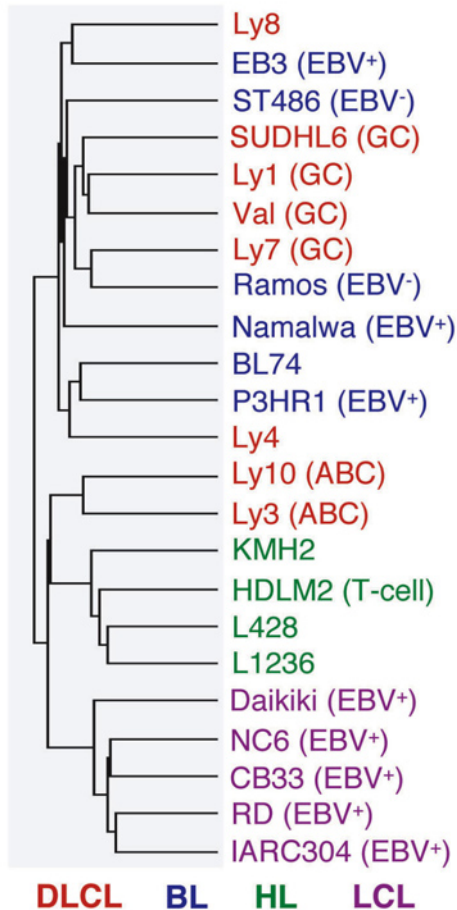 Ly8
EB3 (EBV⁺)
ST486 (EBV⁻)
SUDHL6 (GC)
Ly1 (GC)
Val (GC)
Ly7 (GC)
Ramos (EBV⁻)
Namalwa (EBV⁺)
BL74
P3HR1 (EBV⁺)
Ly4
Ly10 (ABC)
Ly3 (ABC)
KMH2
HDLM2 (T-cell)
L428
L1236
Daikiki (EBV⁺)
NC6 (EBV⁺)
CB33 (EBV⁺)
RD (EBV⁺)
IARC304 (EBV⁺)
DLCL BL HL LCL